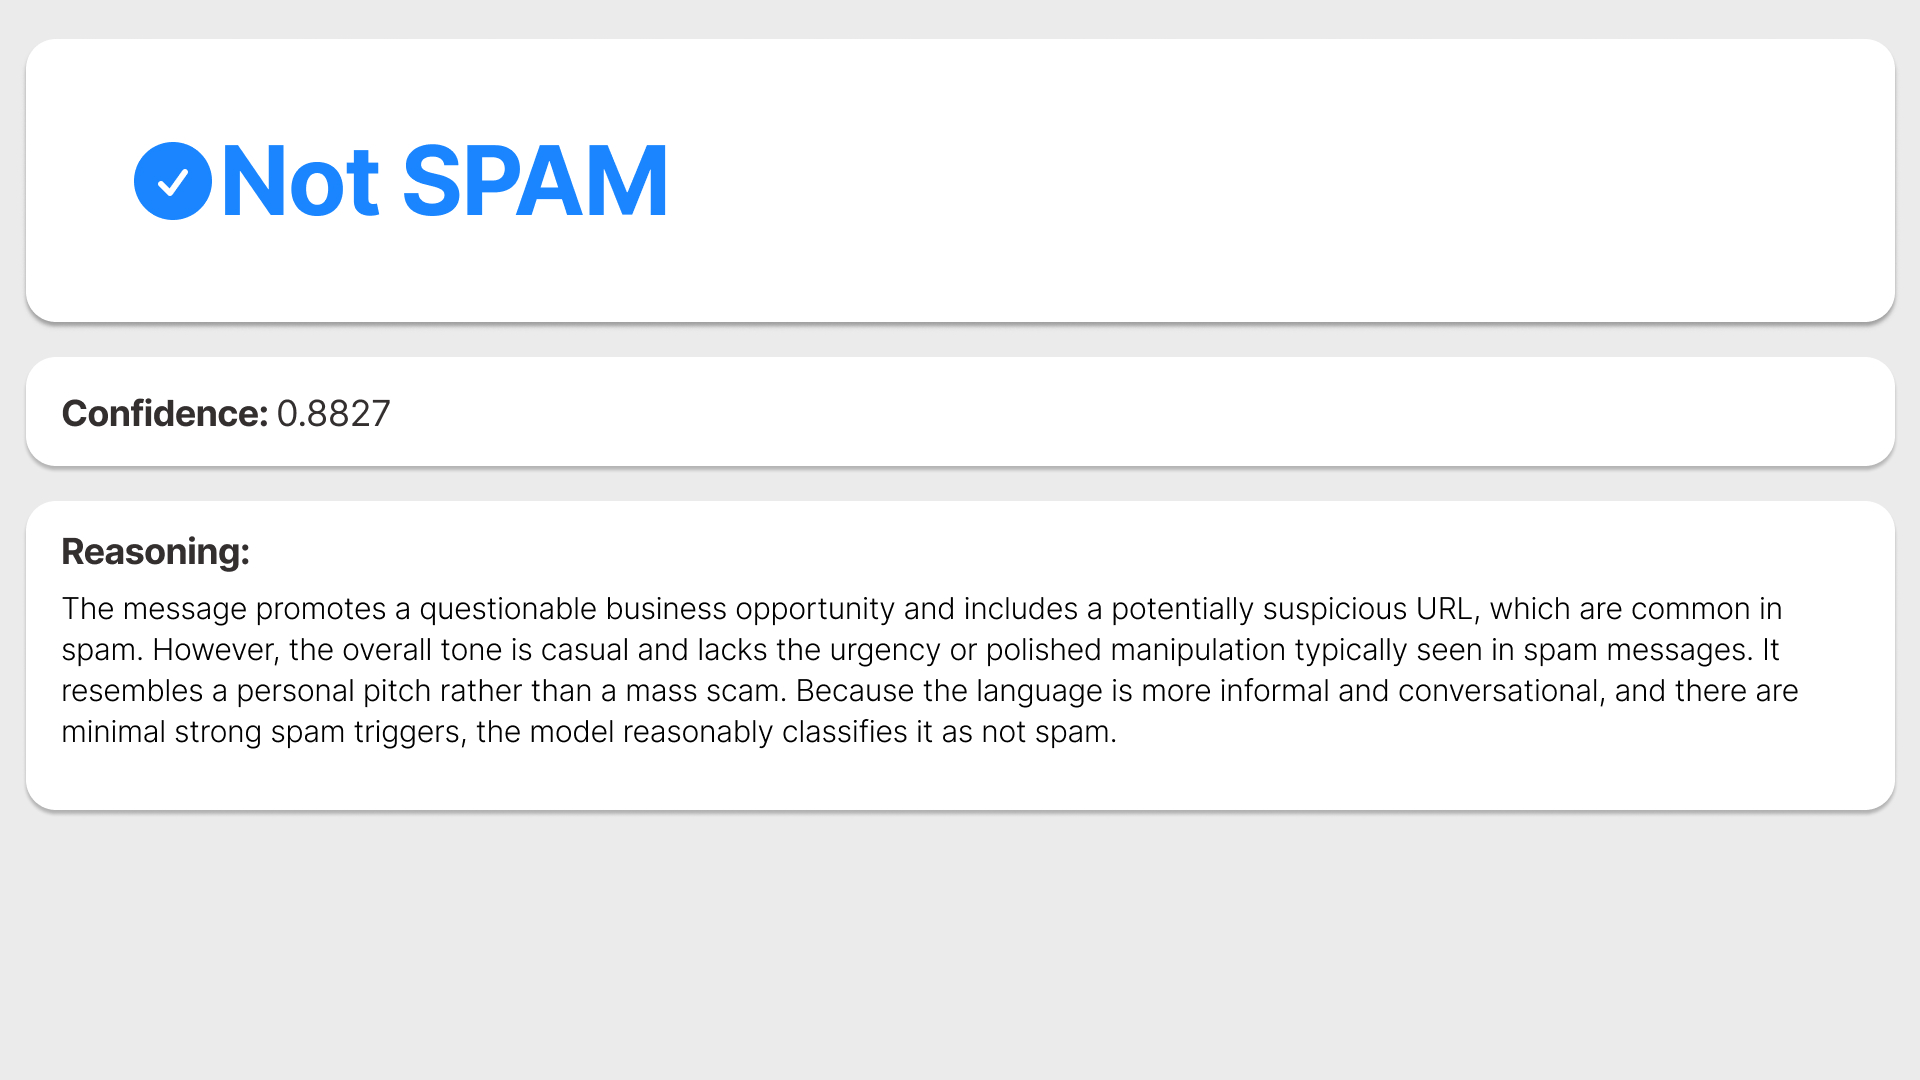 Not SPAM
Confidence: 0.8827
Reasoning:
The message promotes a questionable business opportunity and includes a potentially suspicious URL, which are common in
spam. However, the overall tone is casual and lacks the urgency or polished manipulation typically seen in spam messages. It
resembles a personal pitch rather than a mass scam. Because the language is more informal and conversational, and there are
minimal strong spam triggers, the model reasonably classifies it as not spam.